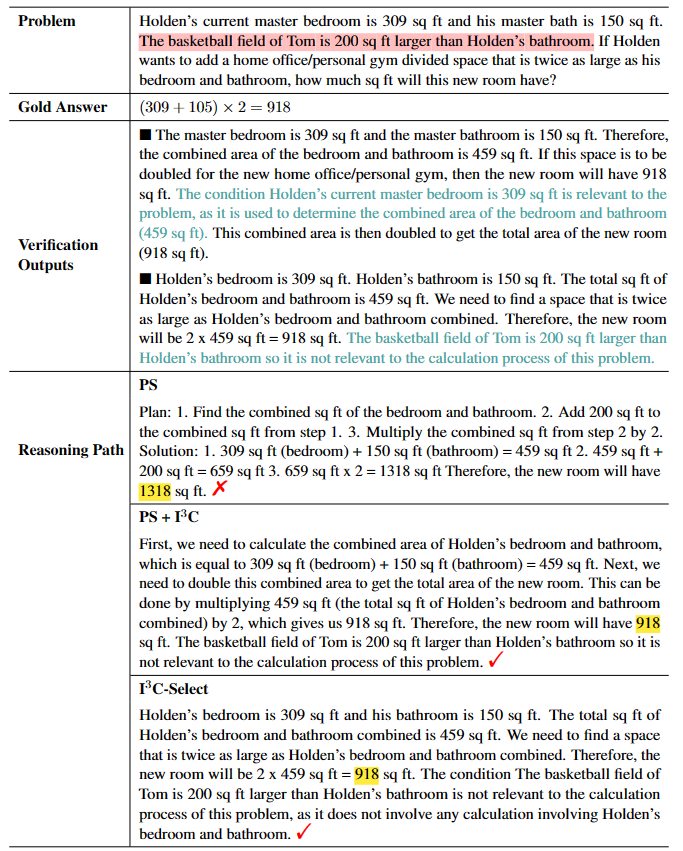 Problem
Holden's current master bedroom is 309 sq ft and his master bath is 150 sq ft.
The basketball field of Tom is 200 sq ft larger than Holden's bathroom. If Holden
wants to add a home office/personal gym divided space that is twice as large as his
bedroom and bathroom, how much sq ft will this new room have?
Gold Answer
(309 + 105) × 2 = 918
Verification
Outputs
■ The master bedroom is 309 sq ft and the master bathroom is 150 sq ft. Therefore,
the combined area of the bedroom and bathroom is 459 sq ft. If this space is to be
doubled for the new home office/personal gym, then the new room will have 918
sq ft. The condition Holden's current master bedroom is 309 sq ft is relevant to the
problem, as it is used to determine the combined area of the bedroom and bathroom
(459 sq ft). This combined area is then doubled to get the total area of the new room
(918 sq ft).
■ Holden's bedroom is 309 sq ft. Holden's bathroom is 150 sq ft. The total sq ft of
Holden's bedroom and bathroom is 459 sq ft. We need to find a space that is twice
as large as Holden's bedroom and bathroom combined. Therefore, the new room
will be 2 x 459 sq ft = 918 sq ft. The basketball field of Tom is 200 sq ft larger than
Holden's bathroom so it is not relevant to the calculation process of this problem.
Reasoning Path
PS
Plan: 1. Find the combined sq ft of the bedroom and bathroom. 2. Add 200 sq ft to
the combined sq ft from step 1. 3. Multiply the combined sq ft from step 2 by 2.
Solution: 1. 309 sq ft (bedroom) + 150 sq ft (bathroom) = 459 sq ft 2. 459 sq ft +
200 sq ft = 659 sq ft 3. 659 sq ft x 2 = 1318 sq ft Therefore, the new room will have
1318 sq ft. ✗
PS + I³C
First, we need to calculate the combined area of Holden's bedroom and bathroom,
which is equal to 309 sq ft (bedroom) + 150 sq ft (bathroom) = 459 sq ft. Next, we
need to double this combined area to get the total area of the new room. This can be
done by multiplying 459 sq ft (the total sq ft of Holden's bedroom and bathroom
combined) by 2, which gives us 918 sq ft. Therefore, the new room will have 918
sq ft. The basketball field of Tom is 200 sq ft larger than Holden's bathroom so it is
not relevant to the calculation process of this problem. ✓
I³C-Select
Holden's bedroom is 309 sq ft and his bathroom is 150 sq ft. The total sq ft of
Holden's bedroom and bathroom combined is 459 sq ft. We need to find a space
that is twice as large as Holden's bedroom and bathroom combined. Therefore, the
new room will be 2 x 459 sq ft = 918 sq ft. The condition The basketball field of
Tom is 200 sq ft larger than Holden's bathroom is not relevant to the calculation
process of this problem, as it does not involve any calculation involving Holden's
bedroom and bathroom. ✓